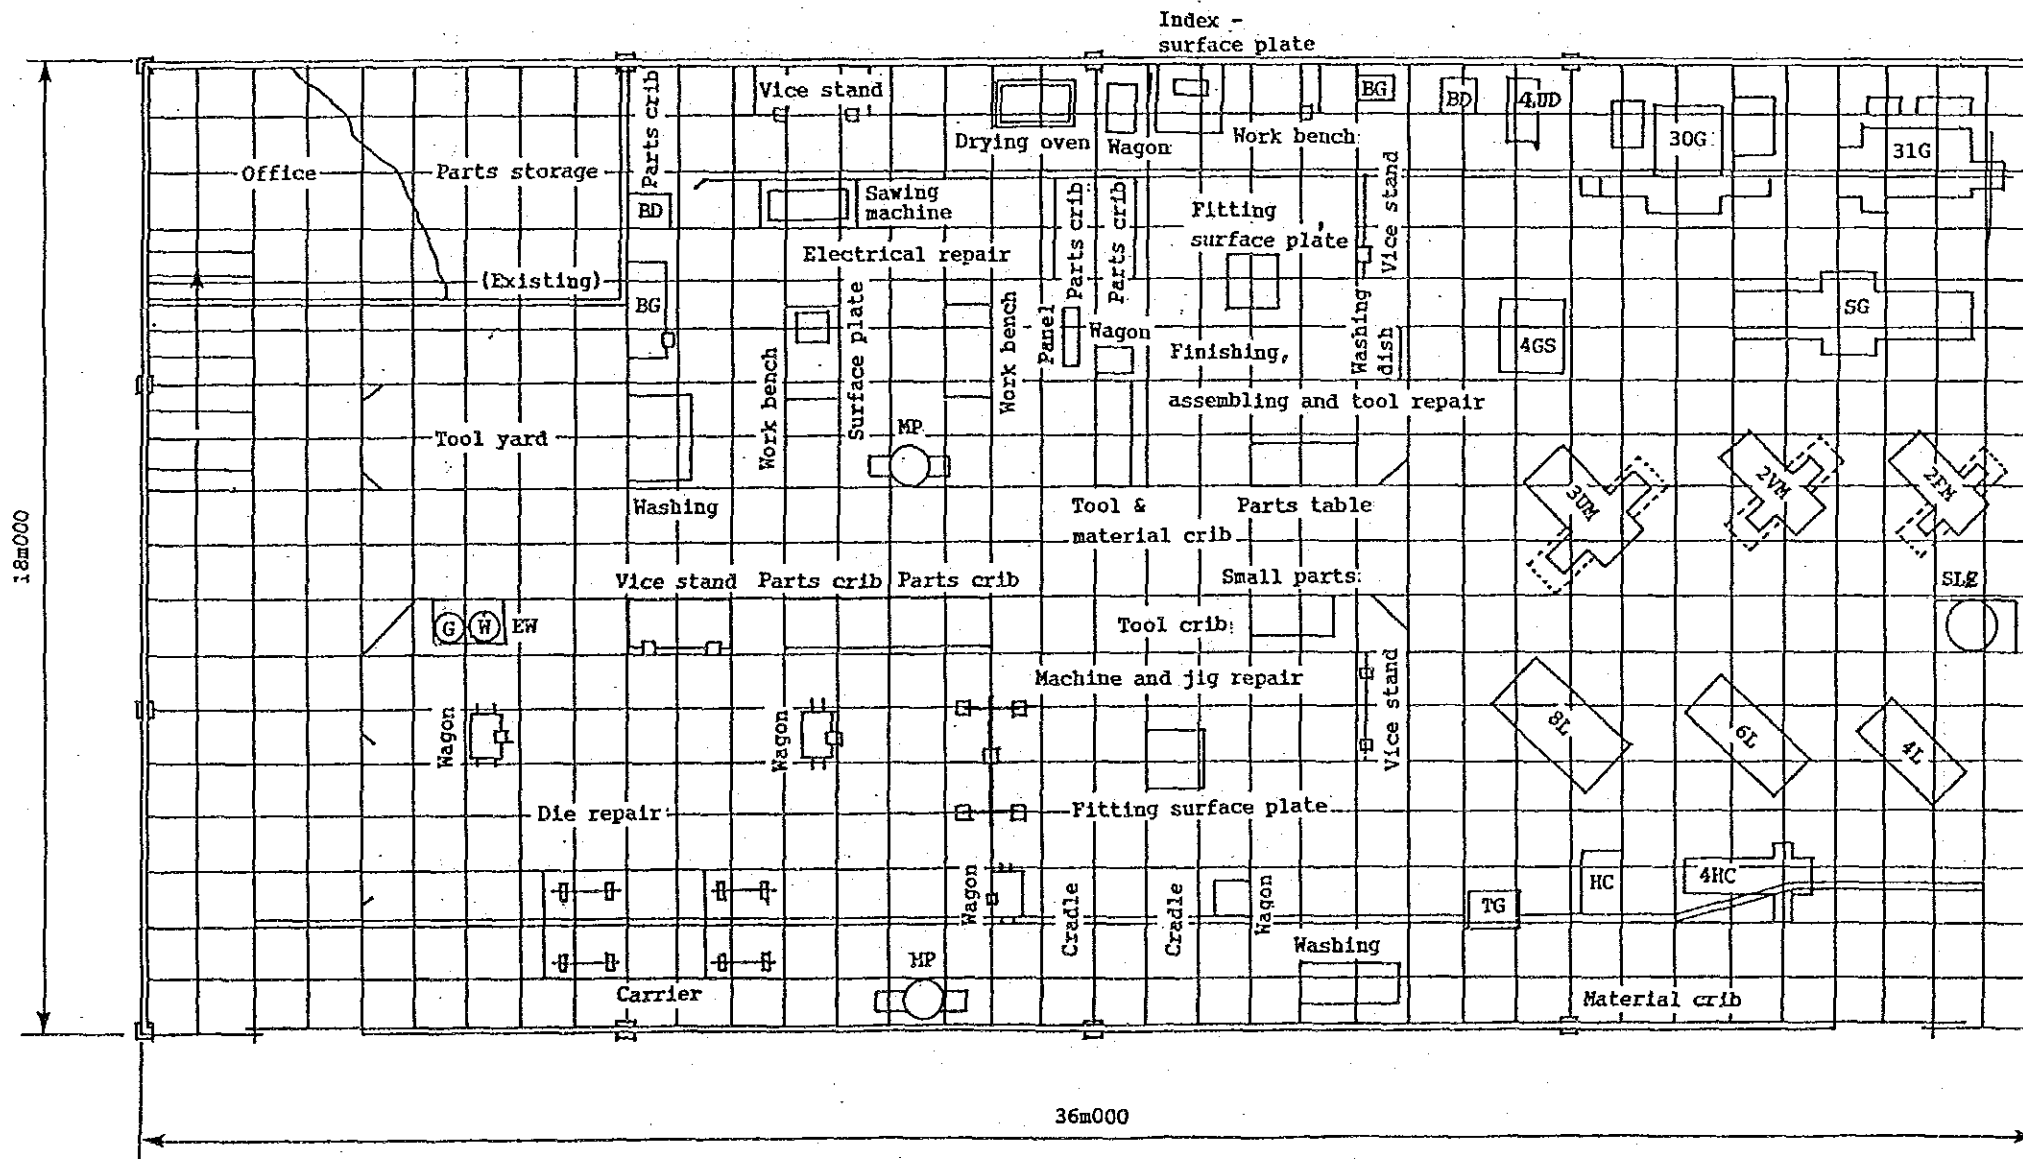 Index -
surface plate
Vice stand
Parts crib
Drying oven
Wagon
Work bench
BG
BD
4UD
30G
31G
Office
Parts storage
BD
Sawing
machine
Parts crib
Parts crib
Fitting
surface plate
Vice stand
Electrical repair
(Existing)
BG
Surface plate
Work bench
Work bench
Panel
Wagon
Finishing,
assembling and tool repair
Washing
dish
4GS
SG
18m000
Tool yard
MP
Washing
Tool &
material crib
Parts table
3UM
2VM
2FM
Vice stand
Parts crib
Parts crib
Small parts
SLE
G
W
EW
Tool crib
Machine and jig repair
Vice stand
Wagon
Wagon
8L
6L
4L
Die repair
Fitting surface plate
Wagon
Cradle
Cradle
Wagon
TG
HC
4HC
Washing
MP
Carrier
Material crib
36m000